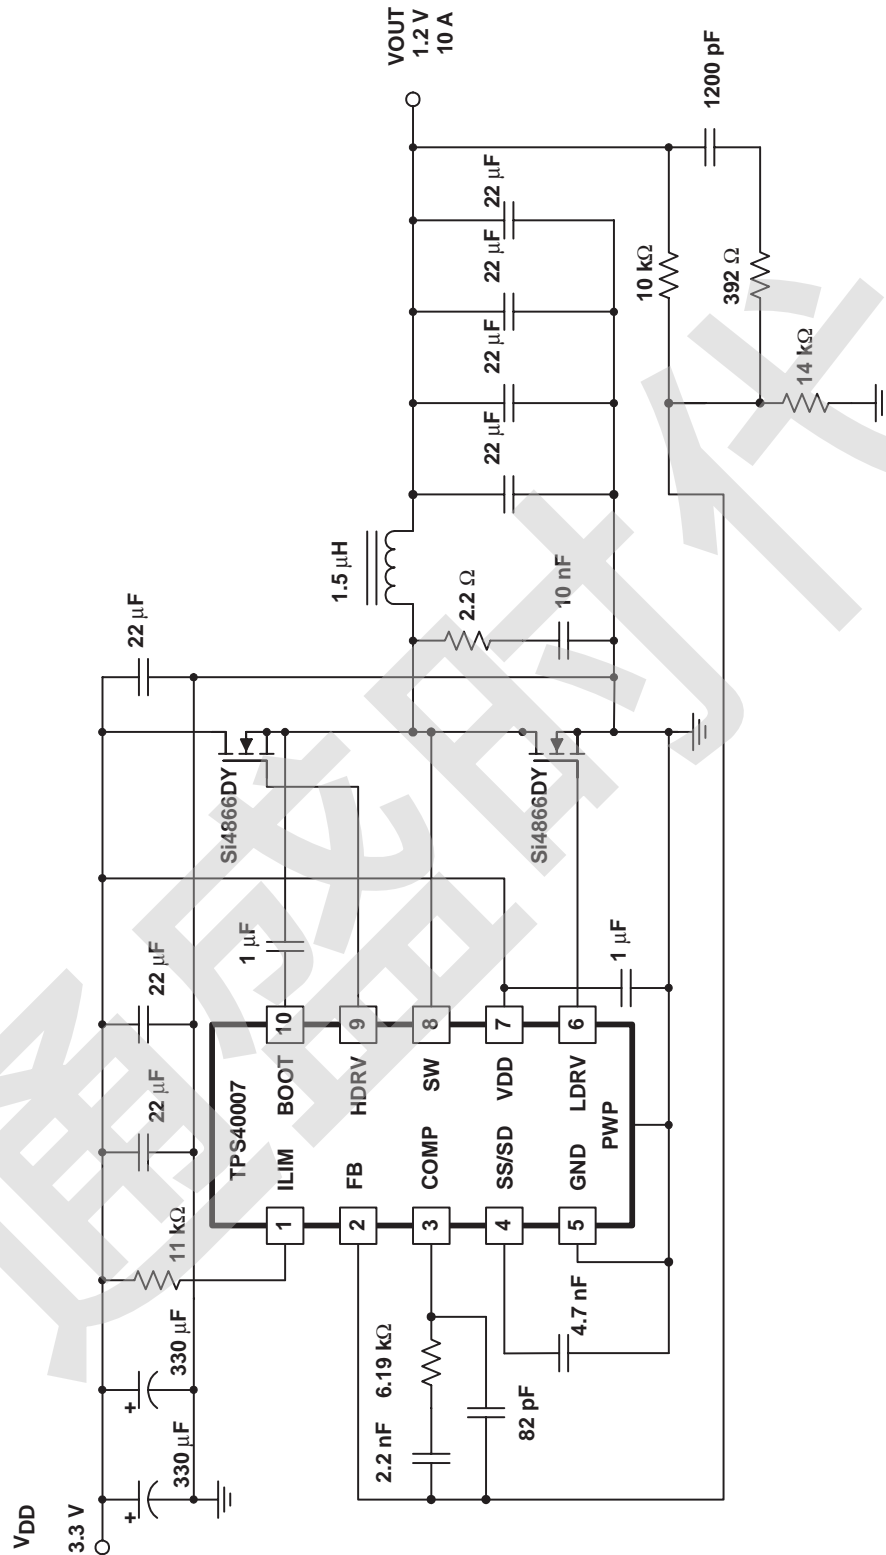 VDD
3.3 V
330 μF
330 μF
11 kΩ
22 μF
22 μF
22 μF
TPS40007
ILIM
FB
COMP
SS/SD
GND
BOOT
HDRV
SW
VDD
LDRV
PWP
1
2
3
4
5
10
9
8
7
6
2.2 nF
6.19 kΩ
82 pF
4.7 nF
1 μF
1 μF
Si4866DY
Si4866DY
1.5 μH
2.2 Ω
10 nF
22 μF
22 μF
22 μF
22 μF
VOUT
1.2 V
10 A
10 kΩ
1200 pF
392 Ω
14 kΩ
通盛时代